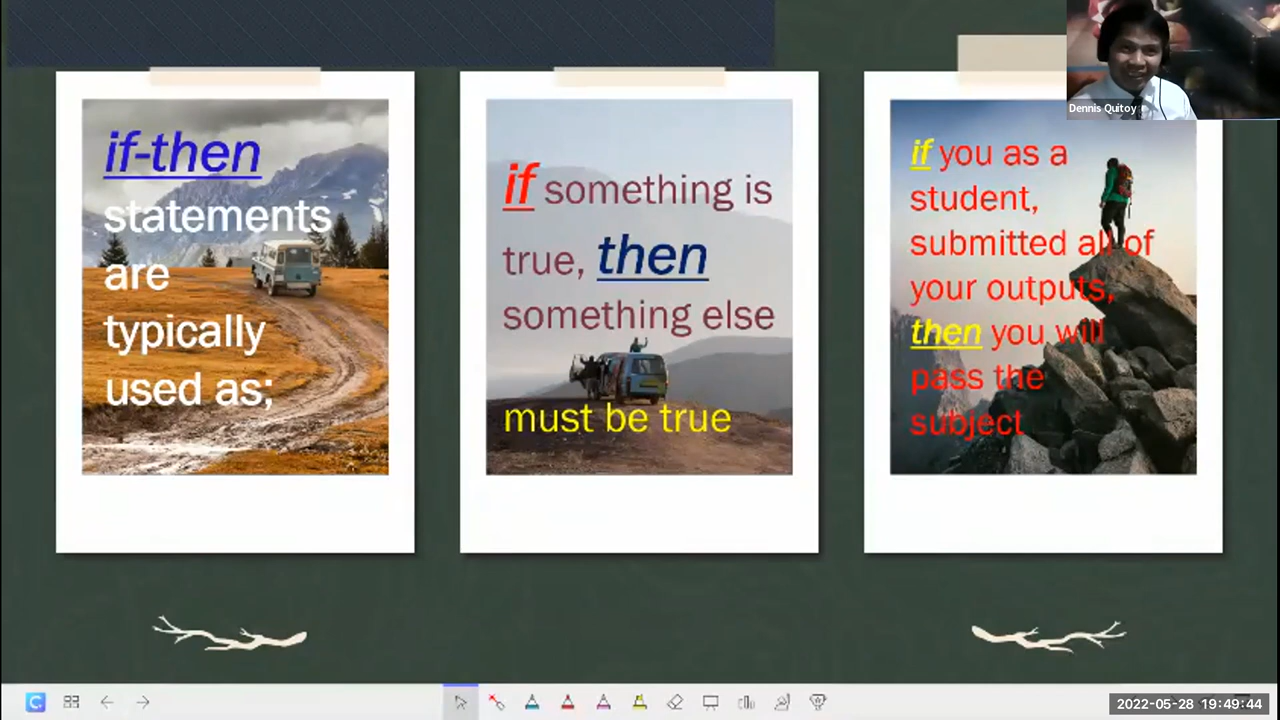 if-then
statements
are
typically
used as;
if something is
true, then
something else
must be true
if you as a
student,
submitted all of
your outputs,
then you will
pass the
subject
Dennis Quitoy
2022-05-28 19:49:44